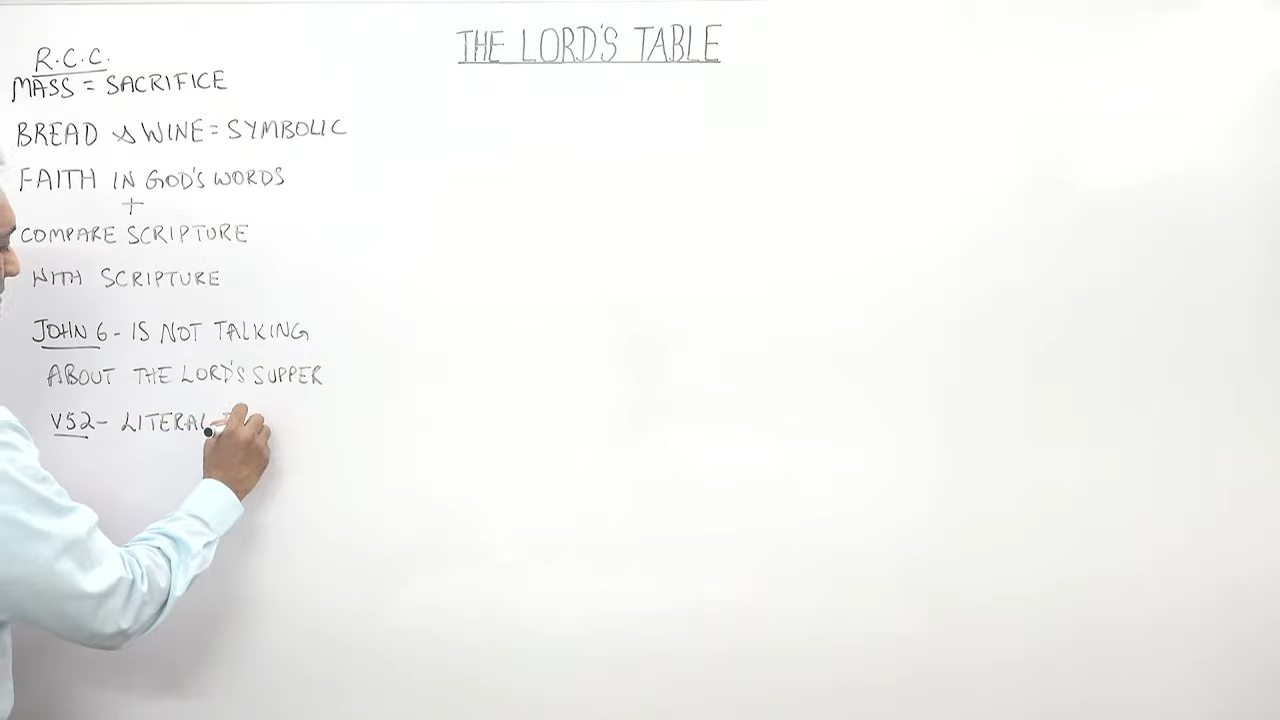 THE LORD'S TABLE
R.C.C.
MASS = SACRIFICE
BREAD & WINE = SYMBOLIC
FAITH IN GOD'S WORDS
+
COMPARE SCRIPTURE
WITH SCRIPTURE
JOHN 6 - IS NOT TALKING
ABOUT THE LORD'S SUPPER
V52 - LITERAL